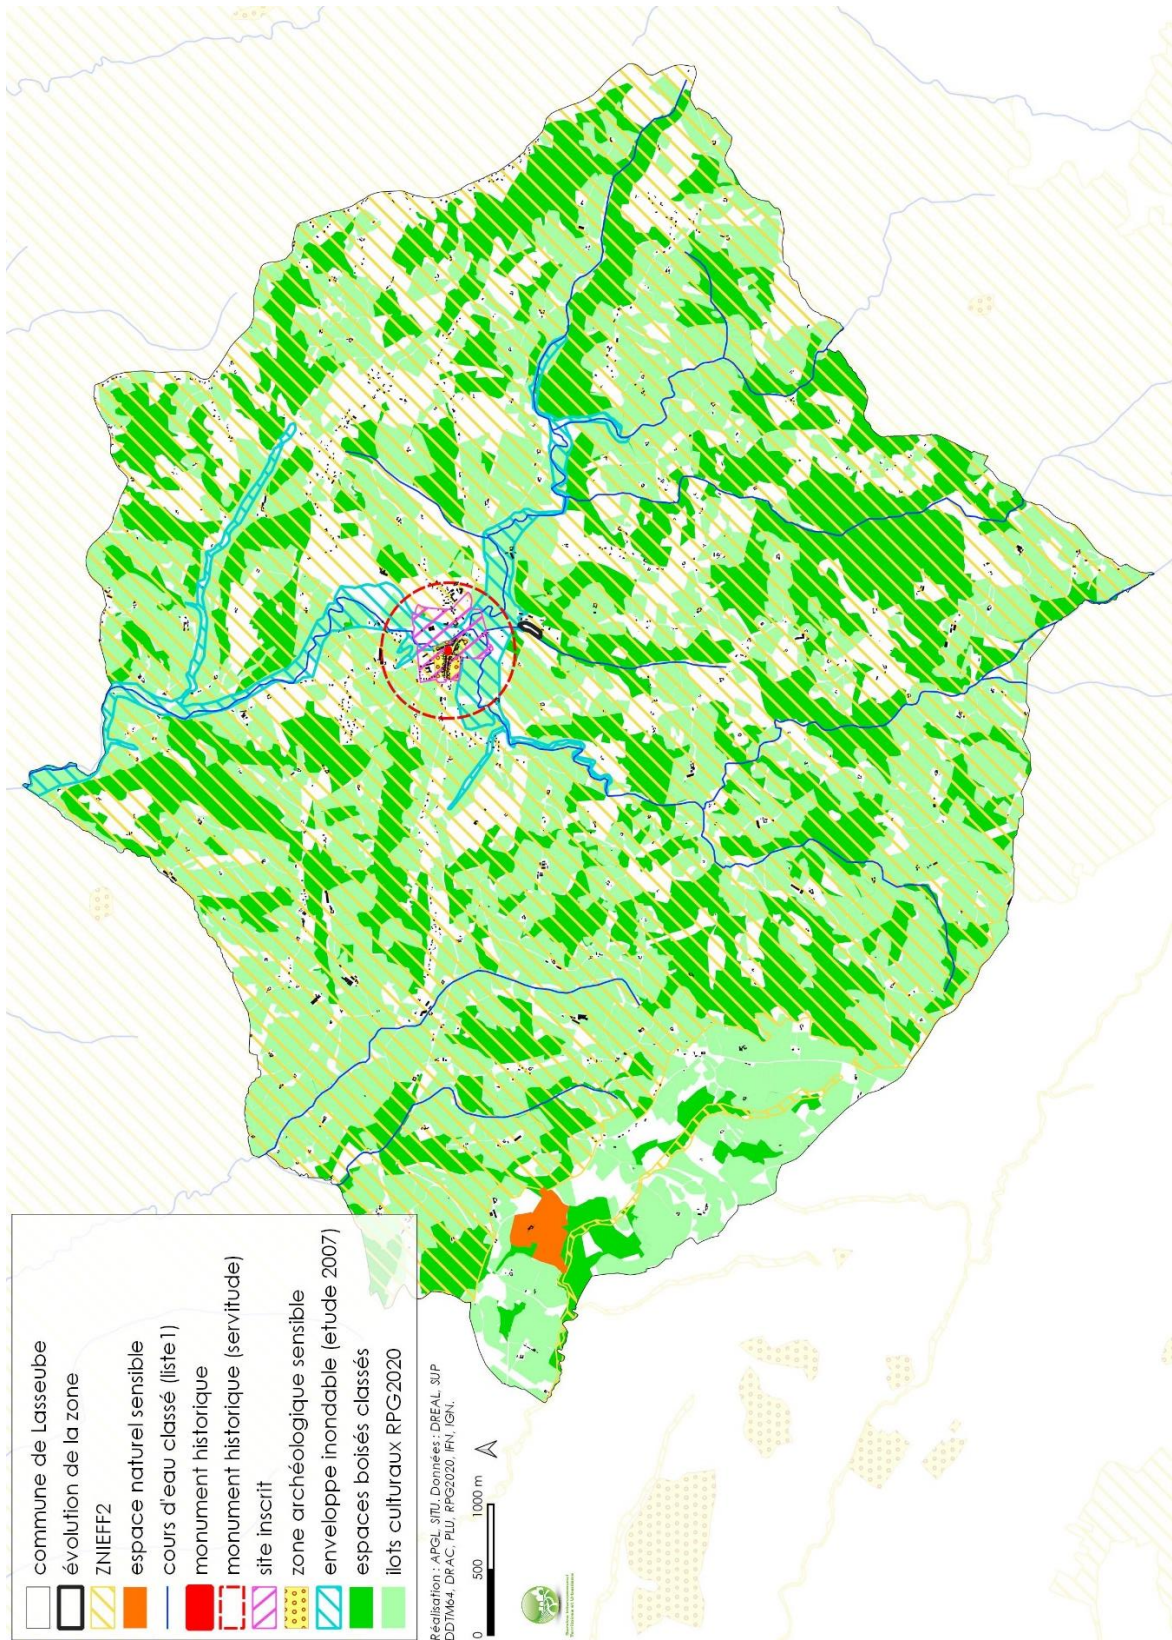 commune de Lasseube
évolution de la zone
ZNIEFF2
espace naturel sensible
cours d'eau classé (liste1)
monument historique
monument historique (servitude)
site inscrit
zone archéologique sensible
enveloppe inondable (etude 2007)
espaces boisés classés
ilots culturaux RPG2020
Réalisation : APGL, SITU. Données : DREAL, SUP
DDTM64, DRAC, PLU, RPG2020, IFN, IGN.
0 500 1000 m